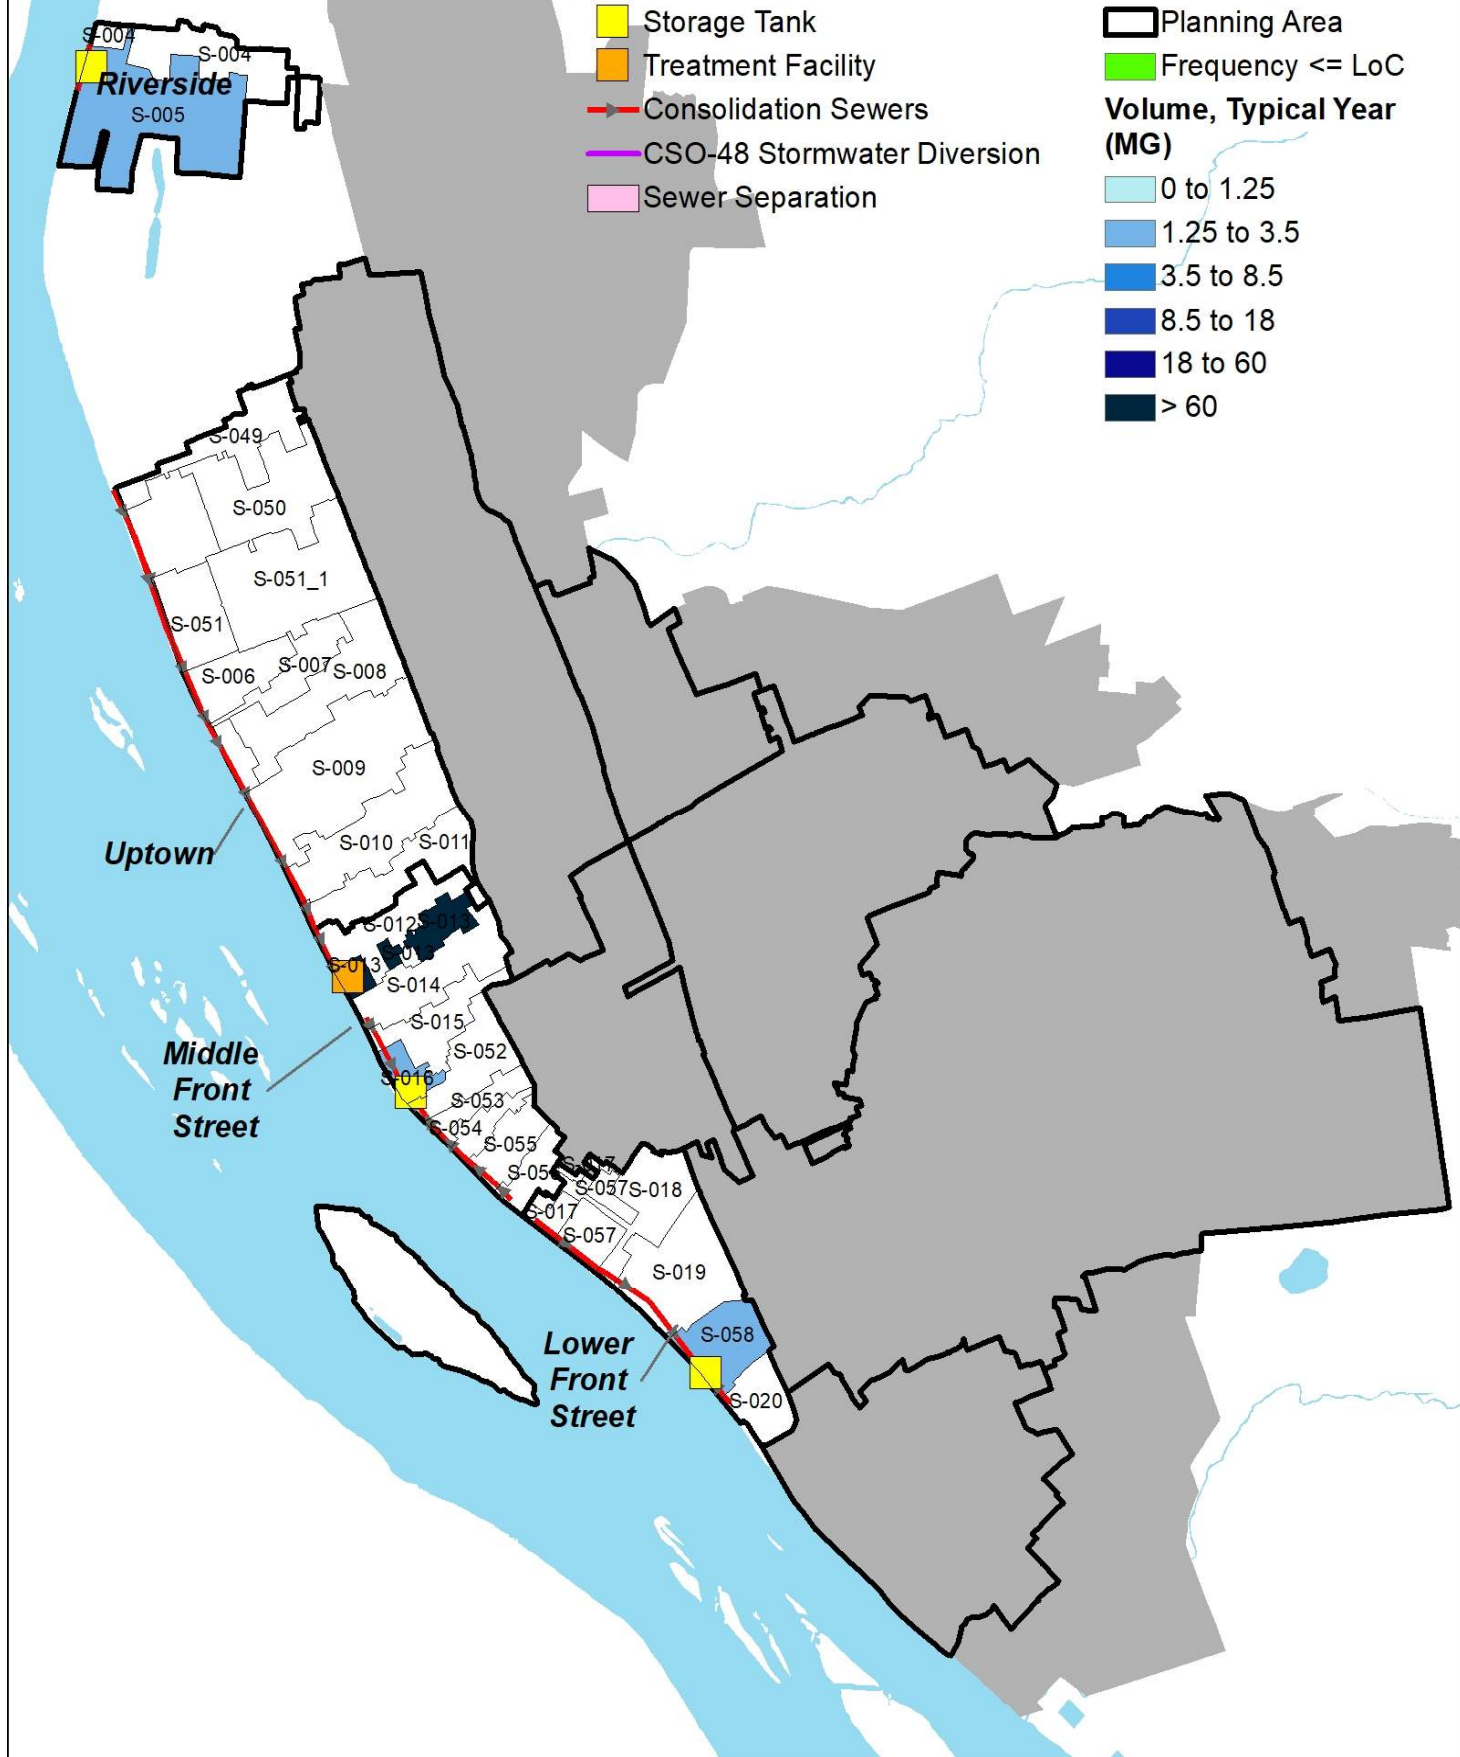 Storage Tank
Treatment Facility
Consolidation Sewers
CSO-48 Stormwater Diversion
Sewer Separation
Planning Area
Frequency <= LoC
Volume, Typical Year
(MG)
0 to 1.25
1.25 to 3.5
3.5 to 8.5
8.5 to 18
18 to 60
> 60
S-004
S-004
Riverside
S-005
S-049
S-050
S-051_1
S-051
S-006
S-007
S-008
S-009
S-010
S-011
Uptown
S-012
S-013
S-013
S-013
S-014
S-015
S-052
Middle
Front
Street
S-016
S-053
S-054
S-055
S-017
S-057
S-018
S-017
S-057
S-019
S-058
Lower
Front
Street
S-020